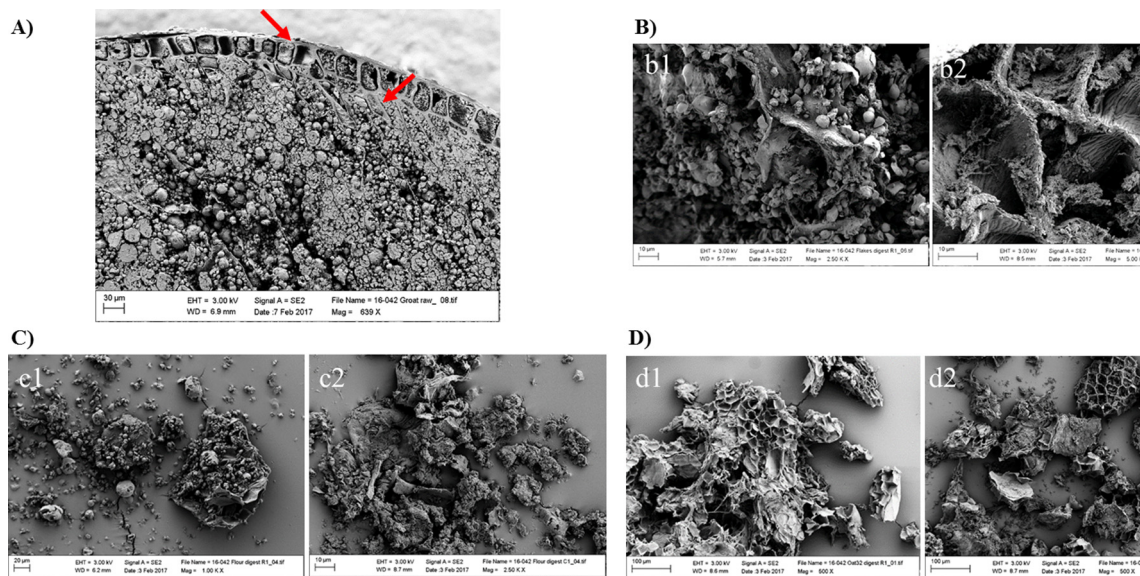 A)
30 µm
EHT = 3.00 kV Signal A = SE2 File Name = 16-042 Groat raw_ 08.tif
WD = 6.9 mm Date :7 Feb 2017 Mag = 639 X
B)
b1
10 µm
EHT = 3.00 kV Signal A = SE2 File Name = 16-042 Flakes digest R1_05.tif
WD = 5.7 mm Date :3 Feb 2017 Mag = 2.50 K X
b2
10 µm
EHT = 3.00 kV Signal A = SE2 File Name = 16-042
WD = 8.5 mm Date :3 Feb 2017 Mag = 5.00
C)
c1
20 µm
EHT = 3.00 kV Signal A = SE2 File Name = 16-042 Flour digest R1_04.tif
WD = 6.2 mm Date :3 Feb 2017 Mag = 1.00 K X
c2
10 µm
EHT = 3.00 kV Signal A = SE2 File Name = 16-042 Flour digest C1_04.tif
WD = 8.7 mm Date :3 Feb 2017 Mag = 2.50 K X
D)
d1
100 µm
EHT = 3.00 kV Signal A = SE2 File Name = 16-042 Oat32 R1_01.tif
WD = 8.6 mm Date :3 Feb 2017 Mag = 500 X
d2
100 µm
EHT = 3.00 kV Signal A = SE2 File Name = 16-042
WD = 8.7 mm Date :3 Feb 2017 Mag = 500 X